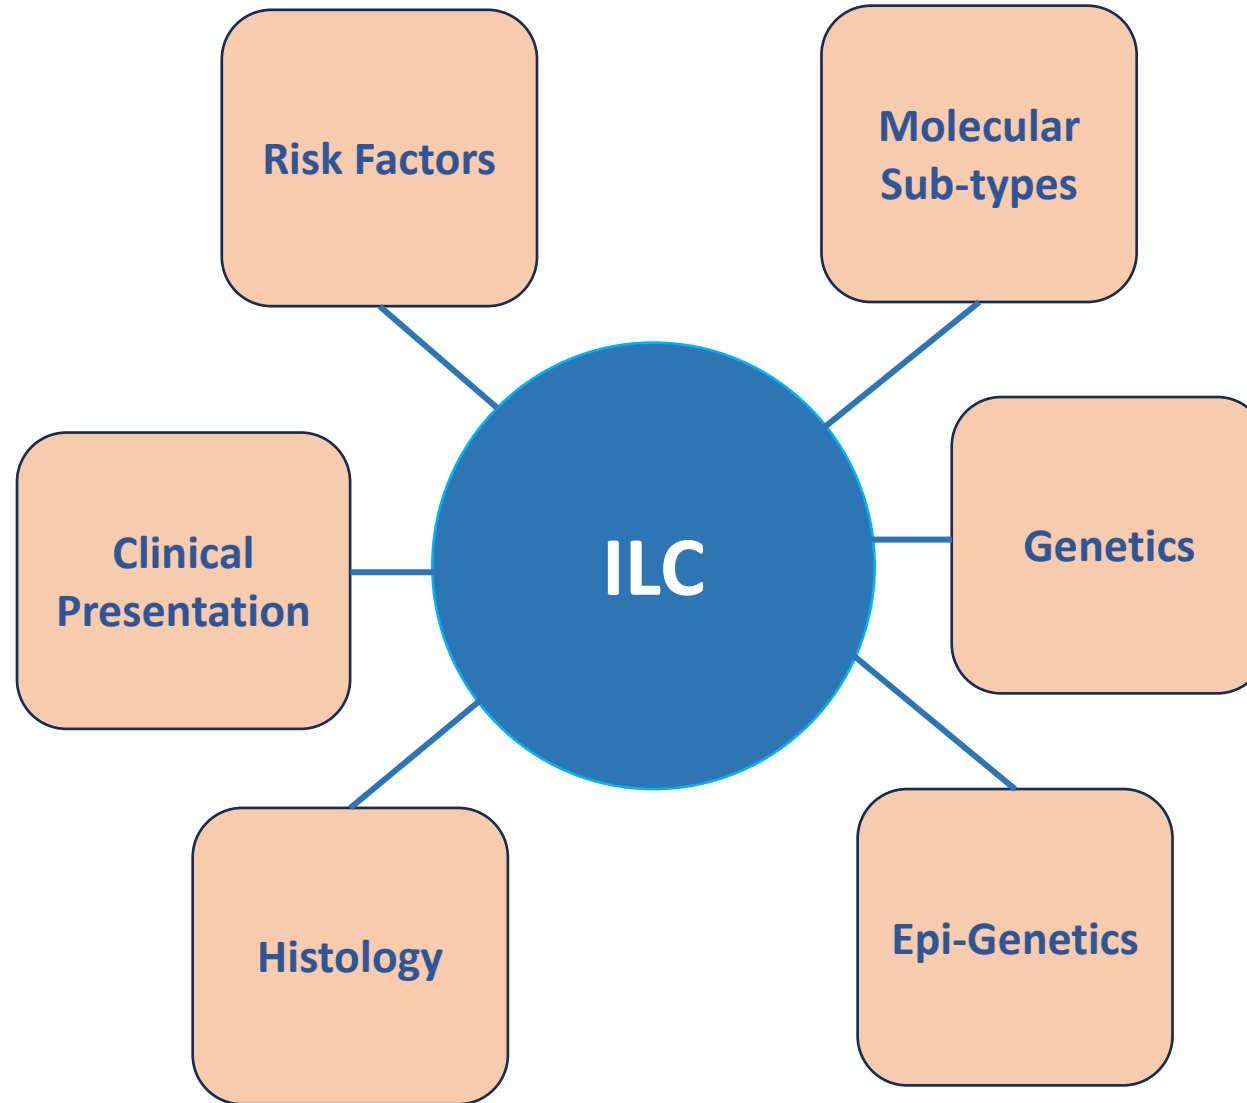 Risk Factors
Molecular
Sub-types
Clinical
Presentation
ILC
Genetics
Histology
Epi-Genetics